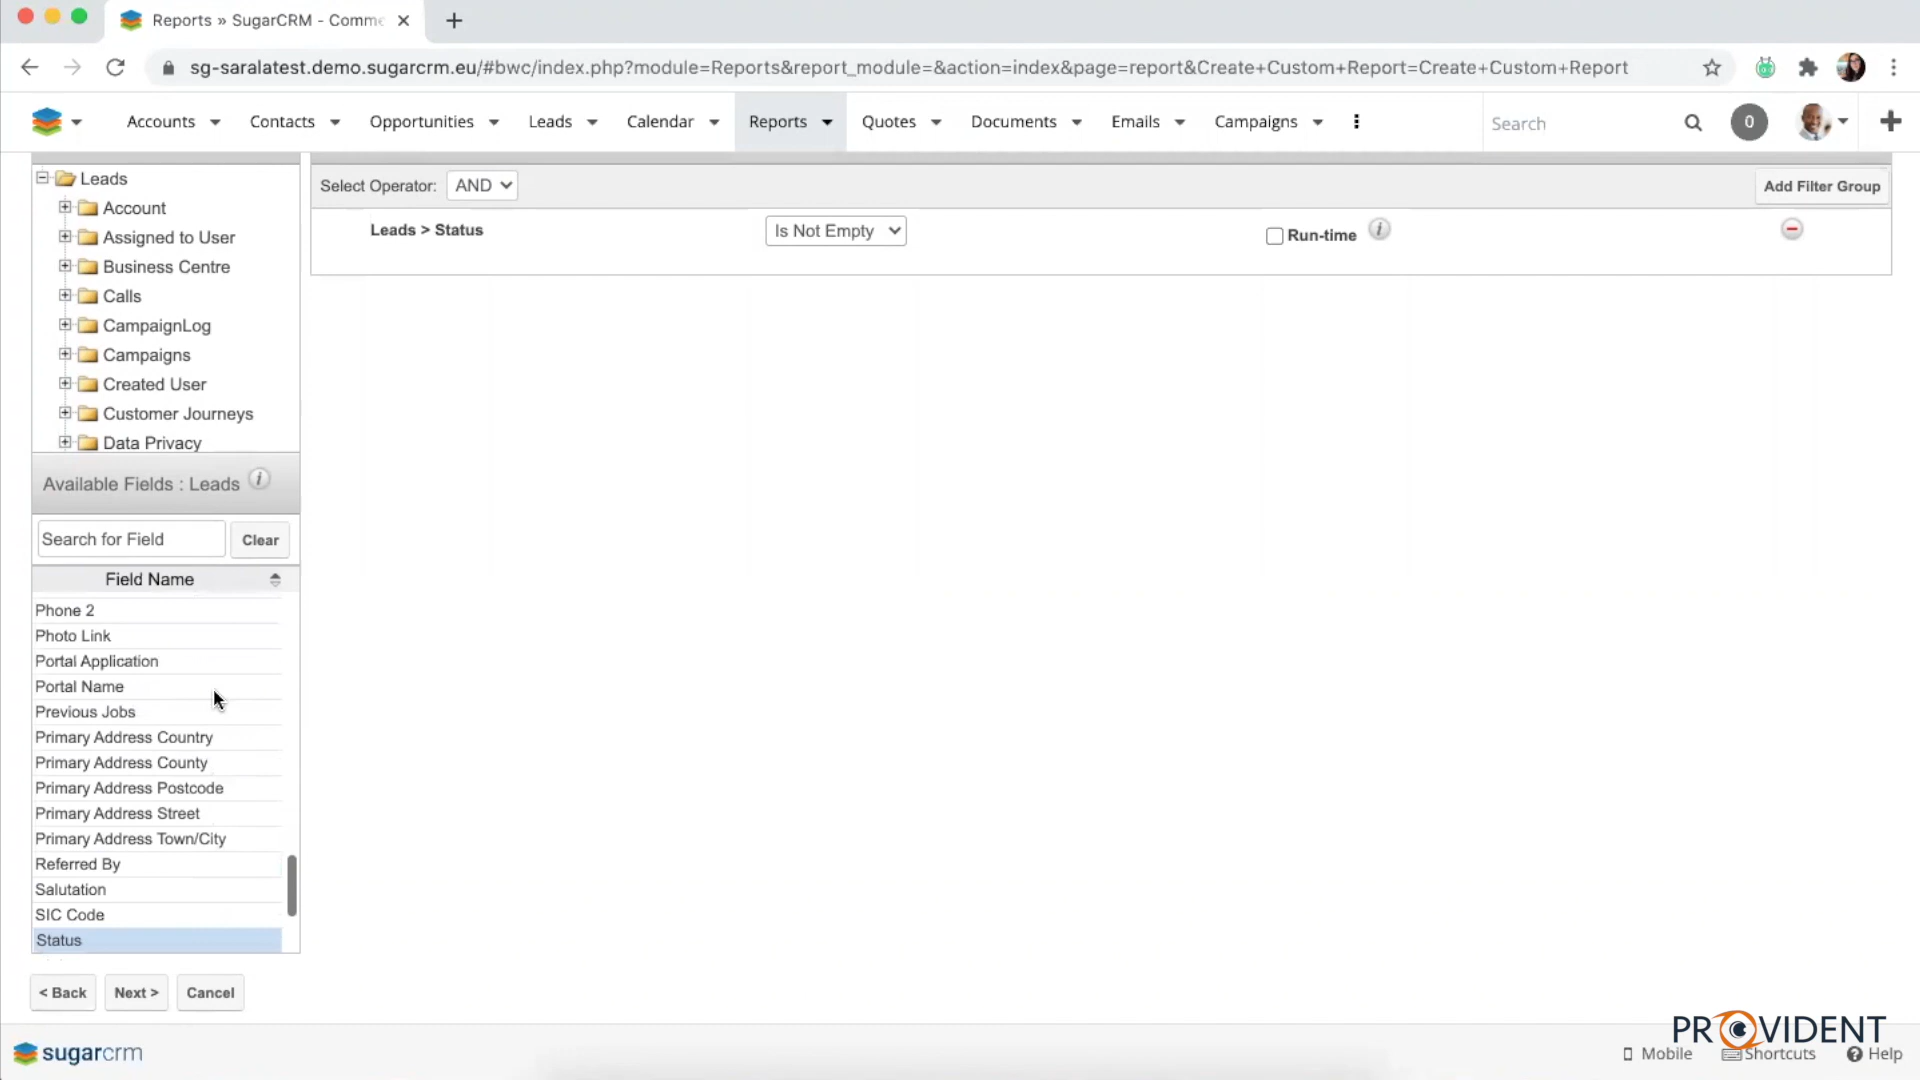 Reports » SugarCRM - Comme
sg-saralatest.demo.sugarcrm.eu/#bwc/index.php?module=Reports&report_module=&action=index&page=report&Create+Custom+Report=Create+Custom+Report
Accounts Contacts Opportunities Leads Calendar Reports Quotes Documents Emails Campaigns Search 0
Leads
Account
Assigned to User
Business Centre
Calls
CampaignLog
Campaigns
Created User
Customer Journeys
Data Privacy
Select Operator: AND Add Filter Group
Leads > Status Is Not Empty Run-time i
Available Fields : Leads i
Search for Field Clear
Field Name
Phone 2
Photo Link
Portal Application
Portal Name
Previous Jobs
Primary Address Country
Primary Address County
Primary Address Postcode
Primary Address Street
Primary Address Town/City
Referred By
Salutation
SIC Code
Status
< Back Next > Cancel
PROVIDENT
sugarcrm Mobile Shortcuts Help